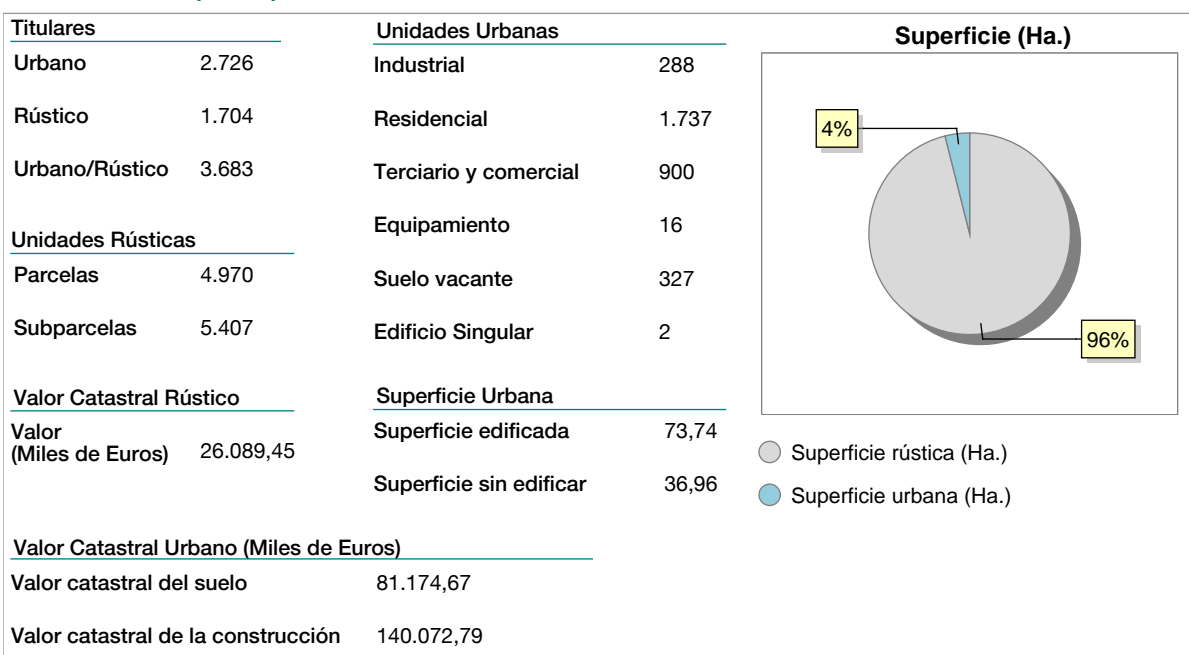 Titulares
Urbano 2.726
Rústico 1.704
Urbano/Rústico 3.683
Unidades Rústicas
Parcelas 4.970
Subparcelas 5.407
Valor Catastral Rústico
Valor
(Miles de Euros) 26.089,45
Unidades Urbanas
Industrial 288
Residencial 1.737
Terciario y comercial 900
Equipamiento 16
Suelo vacante 327
Edificio Singular 2
Superficie Urbana
Superficie edificada 73,74
Superficie sin edificar 36,96
Superficie (Ha.)
4%
96%
Superficie rústica (Ha.)
Superficie urbana (Ha.)
Valor Catastral Urbano (Miles de Euros)
Valor catastral del suelo 81.174,67
Valor catastral de la construcción 140.072,79